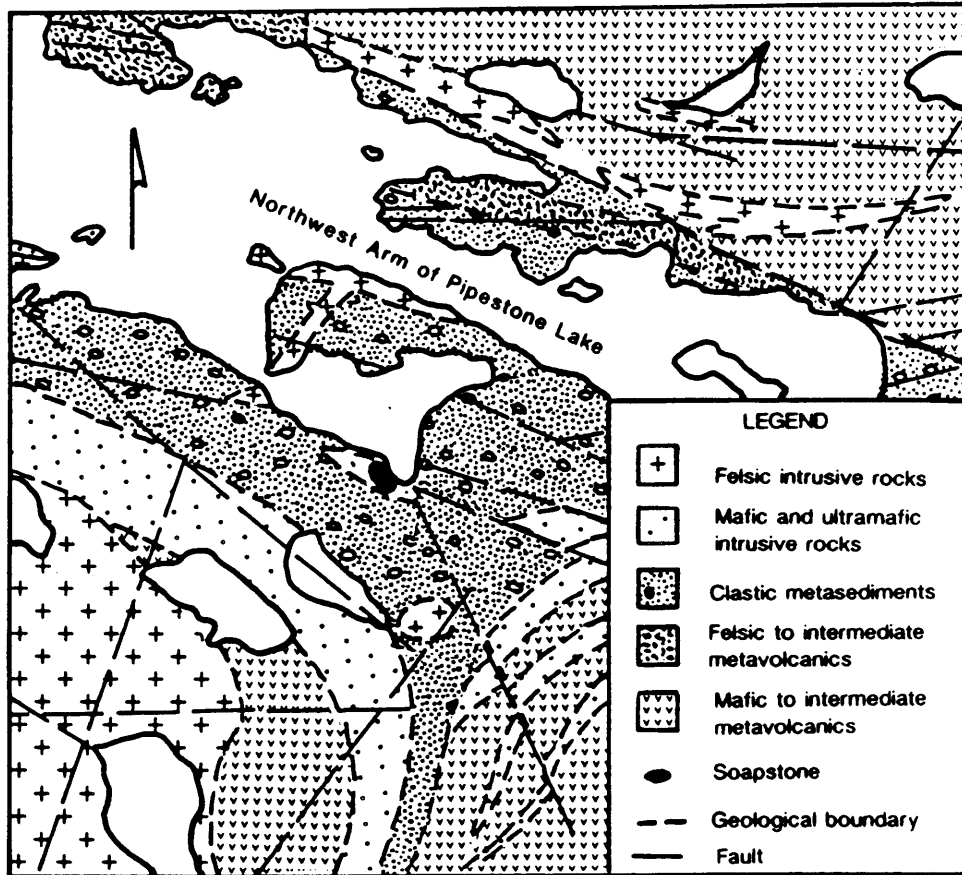 Northwest Arm of Pipestone Lake
LEGEND
Felsic intrusive rocks
Mafic and ultramafic
intrusive rocks
Clastic metasediments
Felsic to intermediate
metavolcanics
Mafic to intermediate
metavolcanics
Soapstone
Geological boundary
Fault